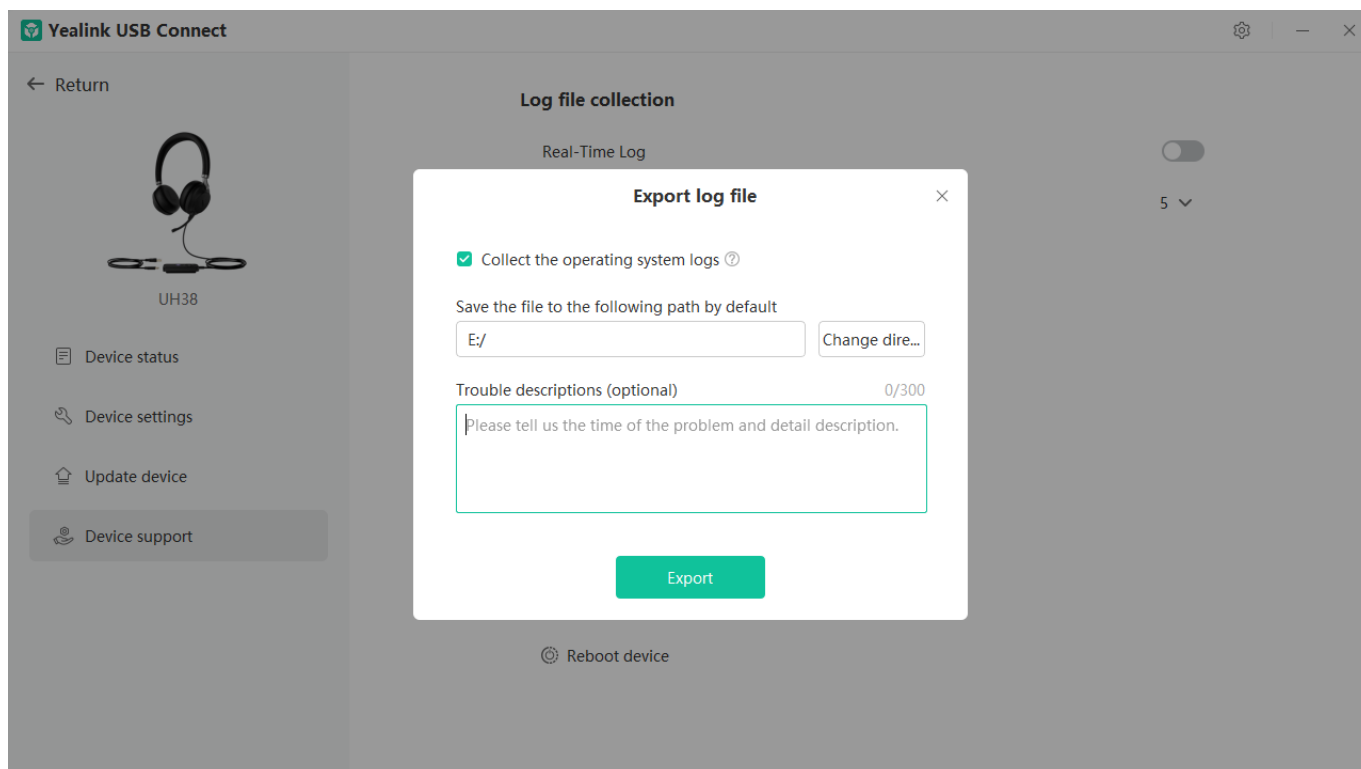 Yealink USB Connect
Return
UH38
Device status
Device settings
Update device
Device support
Log file collection
Real-Time Log
5
Export log file
Collect the operating system logs
Save the file to the following path by default
E:/
Change dire...
Trouble descriptions (optional)
0/300
Please tell us the time of the problem and detail description.
Export
Reboot device